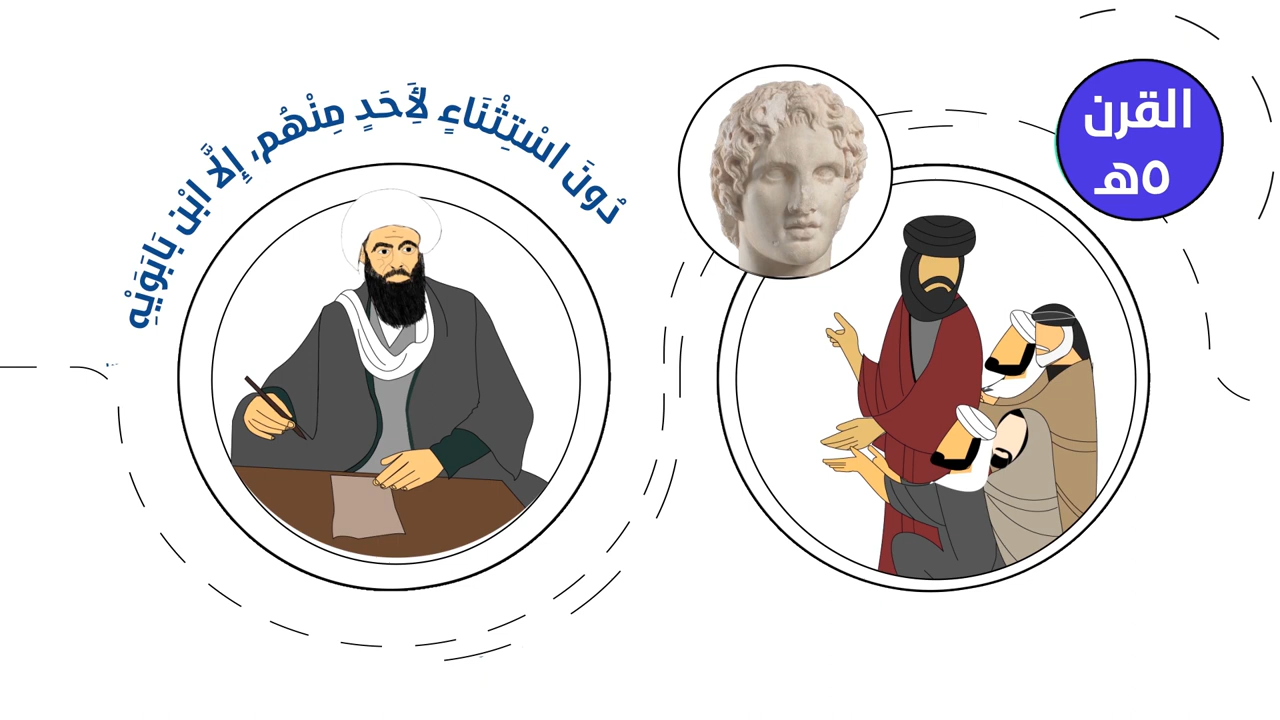 القرن
٥هـ
دُونَ اسْتِثْنَاءٍ لِأَحَدٍ مِنْهُم، إِلَّا ابْن بَابَوَيْهِ